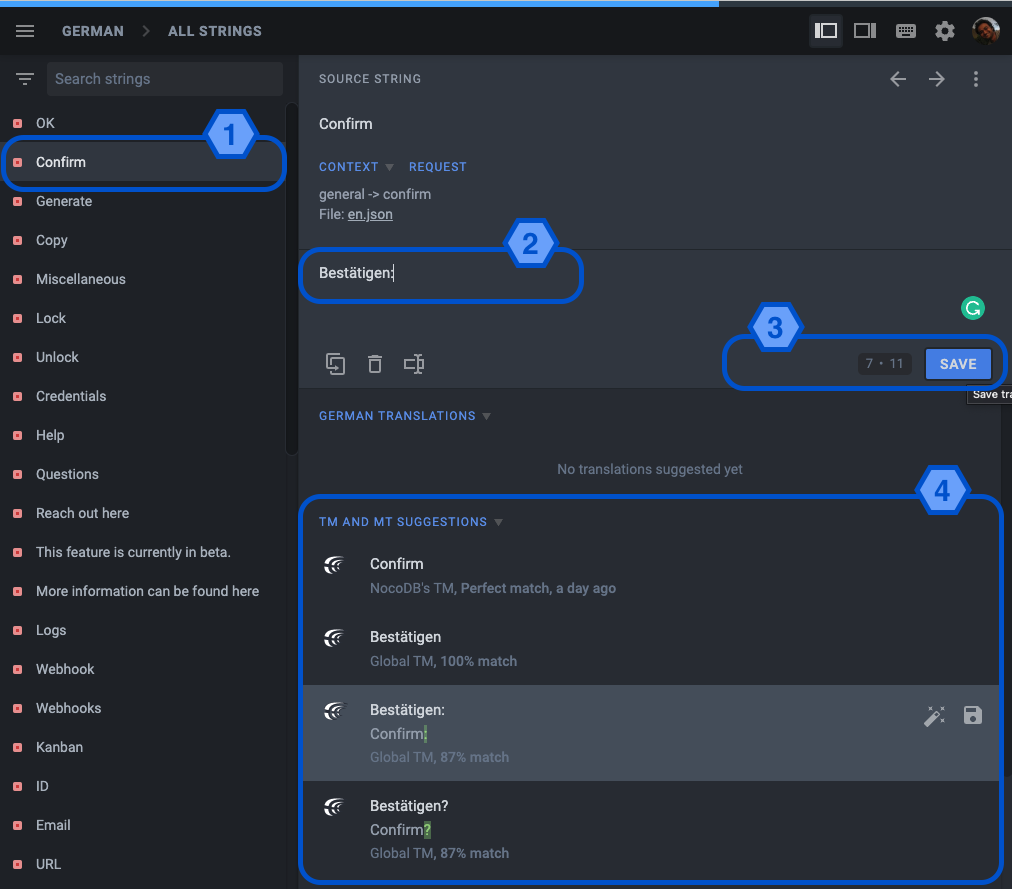 GERMAN > ALL STRINGS
Search strings
OK
1
Confirm
Generate
Copy
Miscellaneous
Lock
Unlock
Credentials
Help
Questions
Reach out here
This feature is currently in beta.
More information can be found here
Logs
Webhook
Webhooks
Kanban
ID
Email
URL
SOURCE STRING
Confirm
CONTEXT REQUEST
general -> confirm
File: en.json
2
Bestätigen:
3
7 • 11 SAVE
Save tra
GERMAN TRANSLATIONS
No translations suggested yet
4
TM AND MT SUGGESTIONS
Confirm
NocoDB's TM, Perfect match, a day ago
Bestätigen
Global TM, 100% match
Bestätigen:
Confirm:
Global TM, 87% match
Bestätigen?
Confirm?
Global TM, 87% match